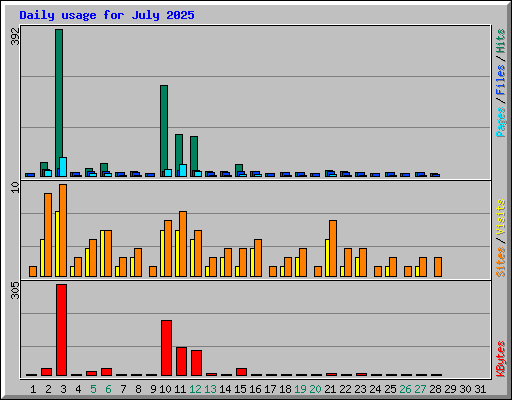 Daily usage for July 2025
392
Pages/Files/Hits
10
Sites/Visits
305
KBytes
1 2 3 4 5 6 7 8 9 10 11 12 13 14 15 16 17 18 19 20 21 22 23 24 25 26 27 28 29 30 31